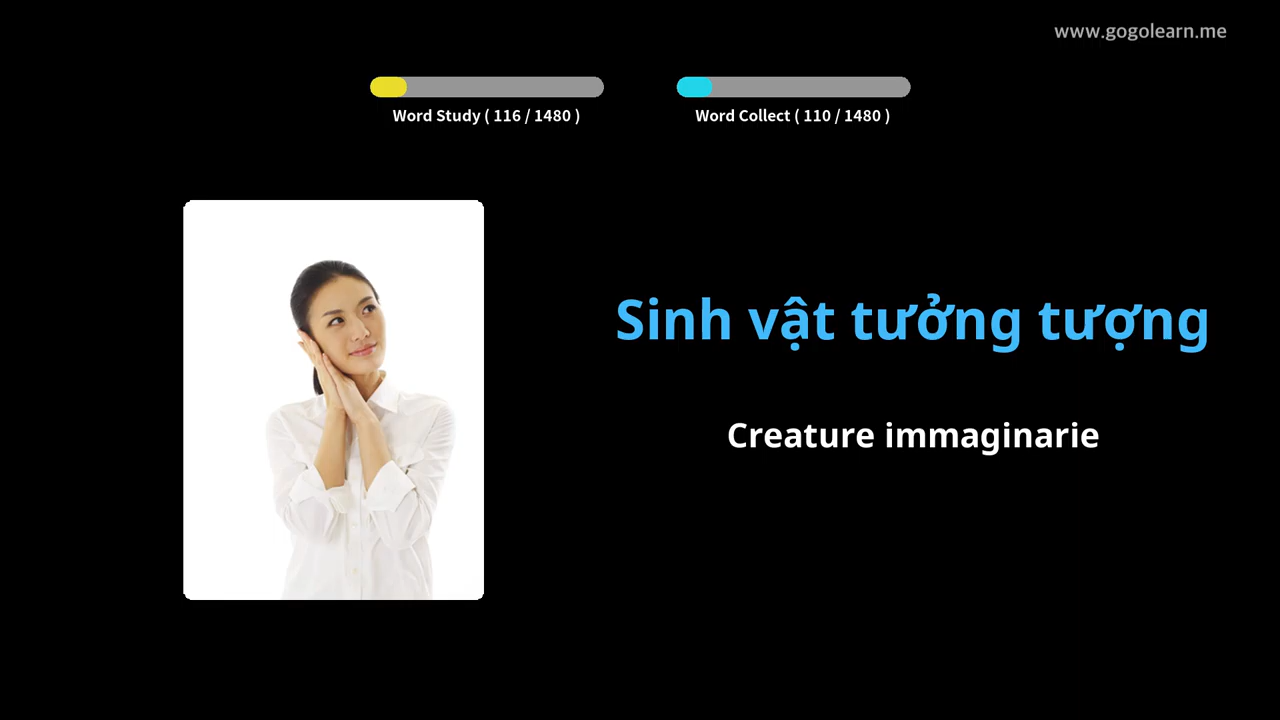 www.gogolearn.me
Word Study ( 116 / 1480 )
Word Collect ( 110 / 1480 )
Sinh vật tưởng tượng
Creature immaginarie